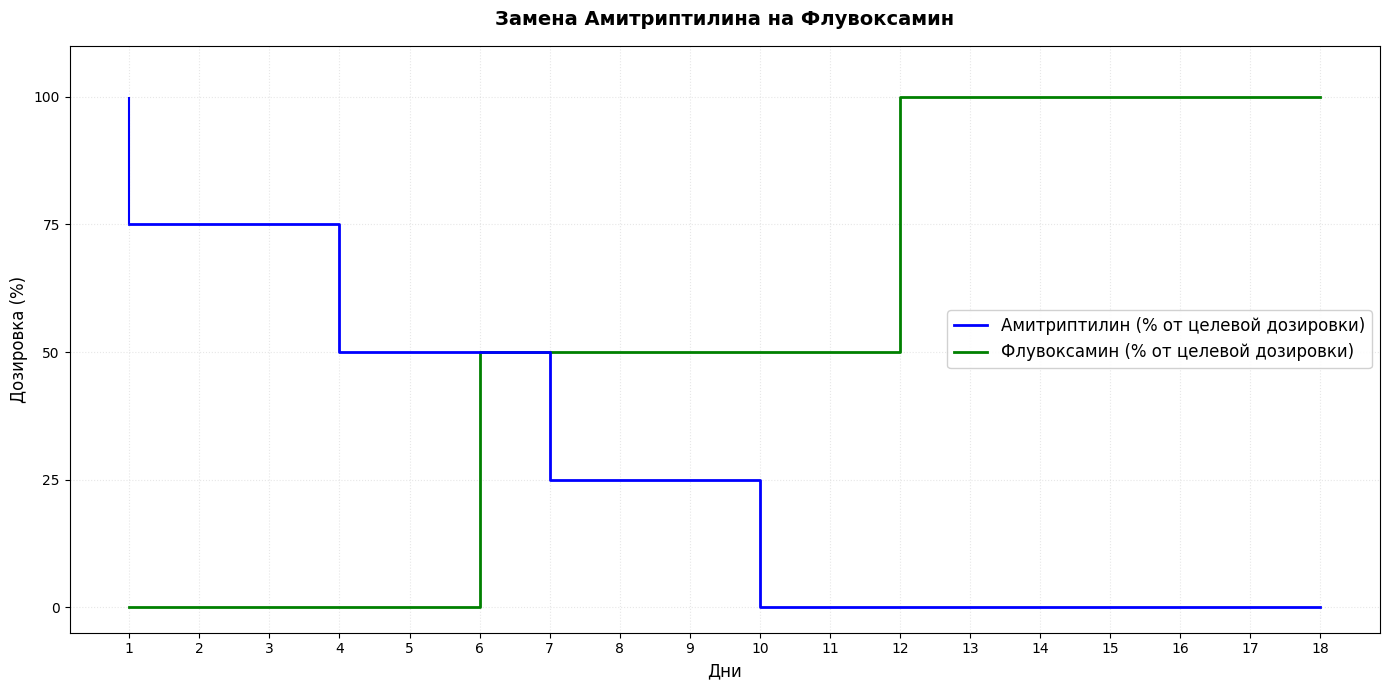 Замена Амитриптилина на Флувоксамин
Дозировка (%)
100
75
50
25
0
Амитриптилин (% от целевой дозировки)
Флувоксамин (% от целевой дозировки)
1 2 3 4 5 6 7 8 9 10 11 12 13 14 15 16 17 18
Дни